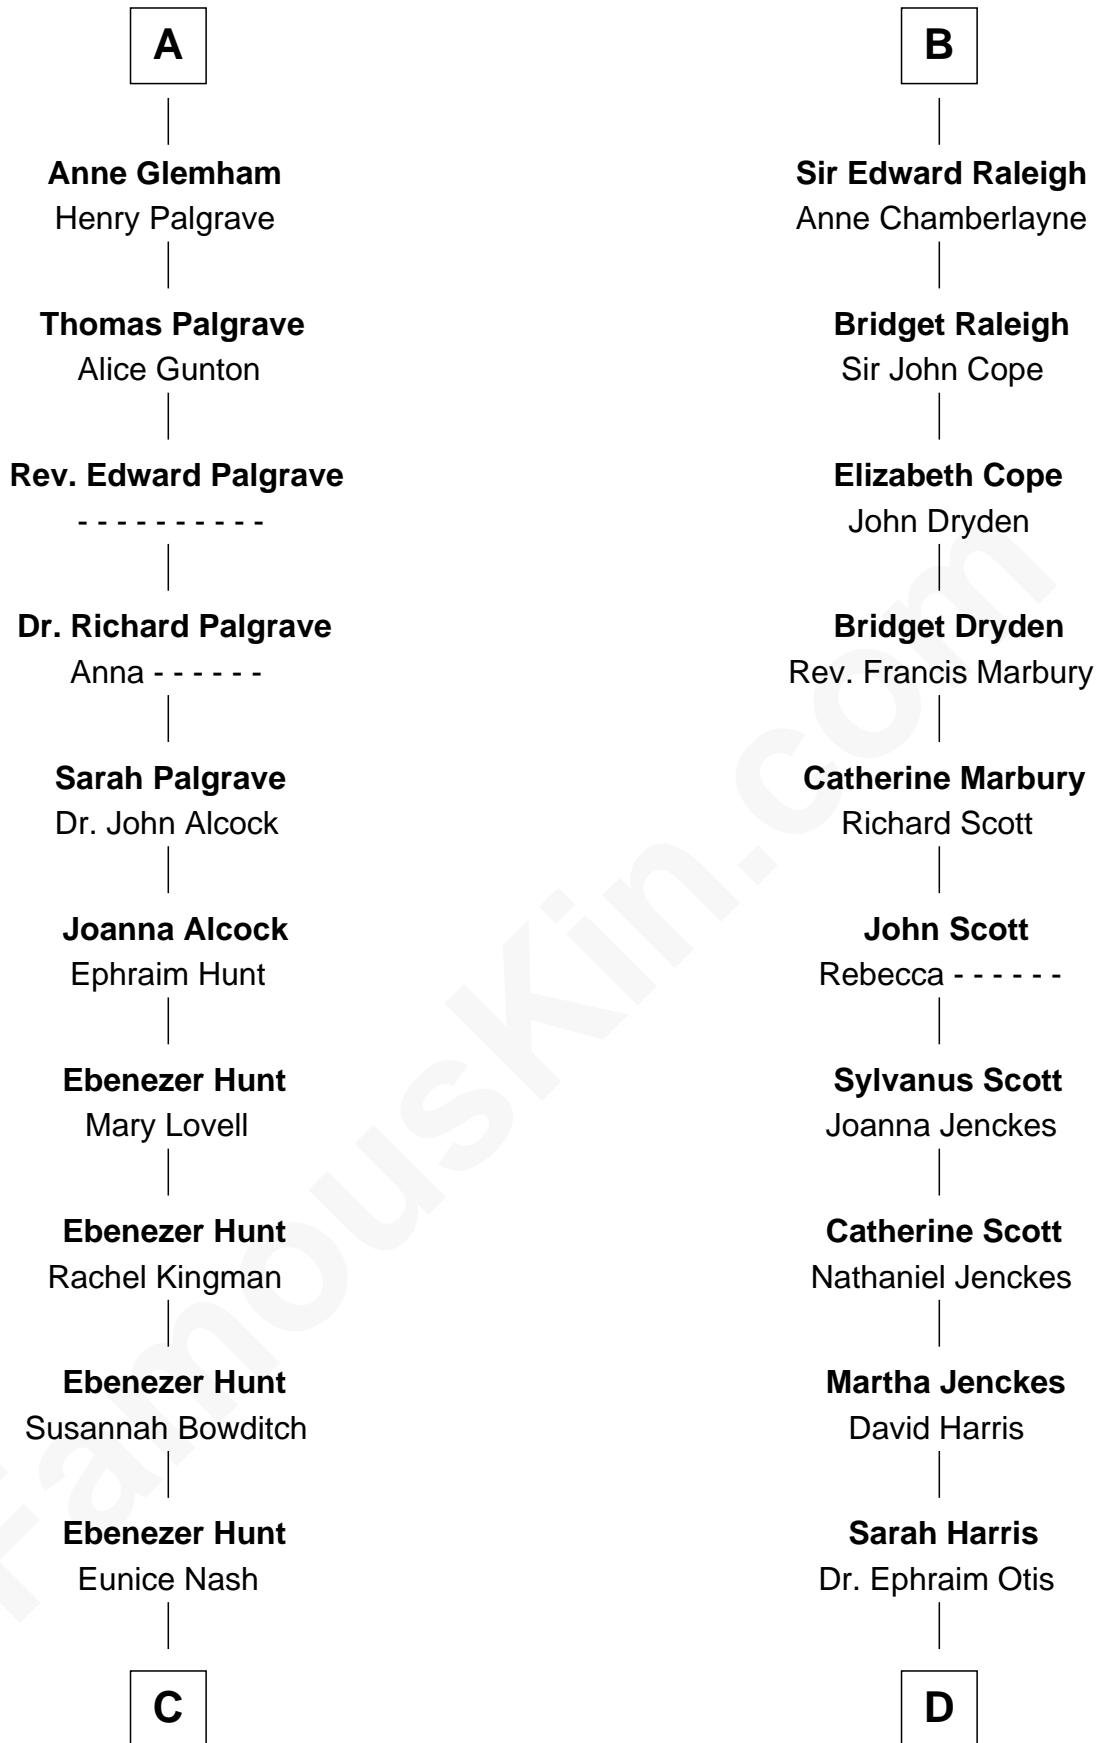 A
Anne Glemham
Henry Palgrave
Thomas Palgrave
Alice Gunton
Rev. Edward Palgrave
- - - - - - - - - -
Dr. Richard Palgrave
Anna - - - - - -
Sarah Palgrave
Dr. John Alcock
Joanna Alcock
Ephraim Hunt
Ebenezer Hunt
Mary Lovell
Ebenezer Hunt
Rachel Kingman
Ebenezer Hunt
Susannah Bowditch
Ebenezer Hunt
Eunice Nash
C
B
Sir Edward Raleigh
Anne Chamberlayne
Bridget Raleigh
Sir John Cope
Elizabeth Cope
John Dryden
Bridget Dryden
Rev. Francis Marbury
Catherine Marbury
Richard Scott
John Scott
Rebecca - - - - - -
Sylvanus Scott
Joanna Jenckes
Catherine Scott
Nathaniel Jenckes
Martha Jenckes
David Harris
Sarah Harris
Dr. Ephraim Otis
D
FamousKin.com